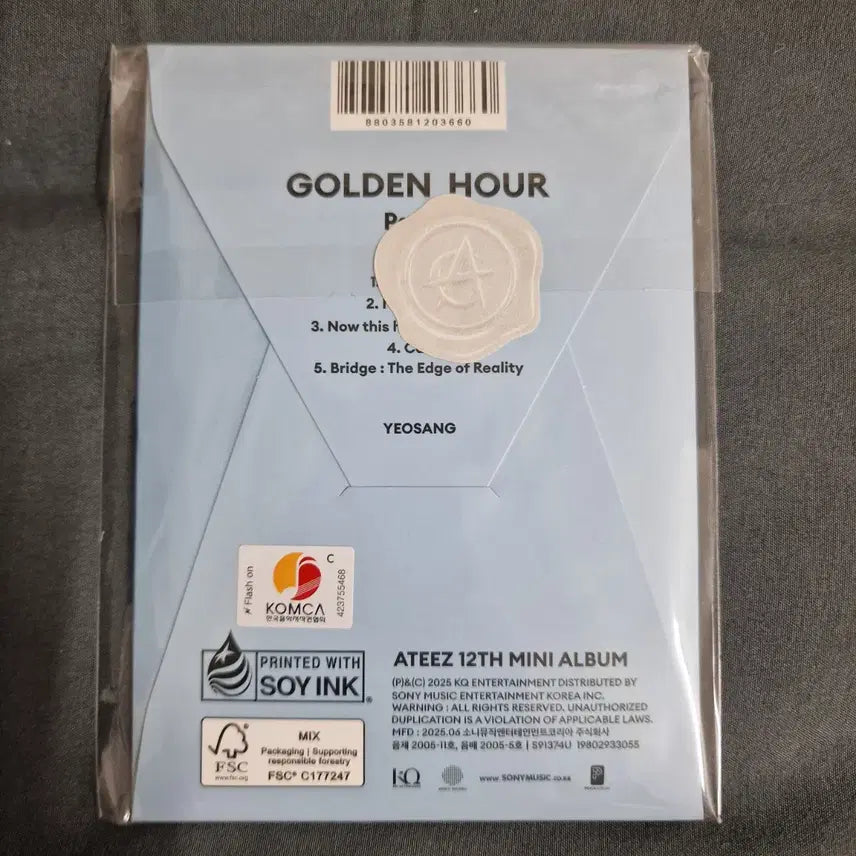 8803581203660
GOLDEN HOUR
2.
3. Now this
4.
5. Bridge : The Edge of Reality
YEOSANG
Flash on
C
423755468
KOMCA
한국음악저작권협회
PRINTED WITH
SOY INK
ATEEZ 12TH MINI ALBUM
(P)&(C) 2025 KQ ENTERTAINMENT DISTRIBUTED BY
SONY MUSIC ENTERTAINMENT KOREA INC.
WARNING : ALL RIGHTS RESERVED. UNAUTHORIZED
DUPLICATION IS A VIOLATION OF APPLICABLE LAWS.
MFD : 2025.06 소니뮤직엔터테인먼트코리아 주식회사
음제 2005-11호, 음배 2005-5호 | S91374U 19802933055
FSC
www.fsc.org
MIX
Packaging | Supporting
responsible forestry
FSC® C177247
KQ
WWW.SONYMUSIC.co.kr